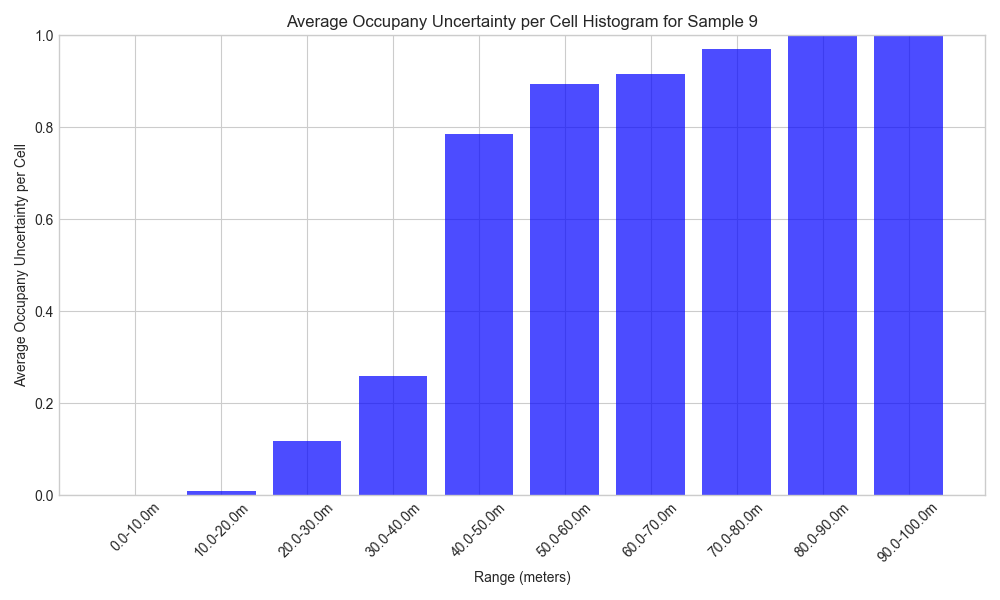 Average Occupany Uncertainty per Cell Histogram for Sample 9
Average Occupany Uncertainty per Cell
1.0
0.8
0.6
0.4
0.2
0.0
0.0-10.0m
10.0-20.0m
20.0-30.0m
30.0-40.0m
40.0-50.0m
50.0-60.0m
60.0-70.0m
70.0-80.0m
80.0-90.0m
90.0-100.0m
Range (meters)